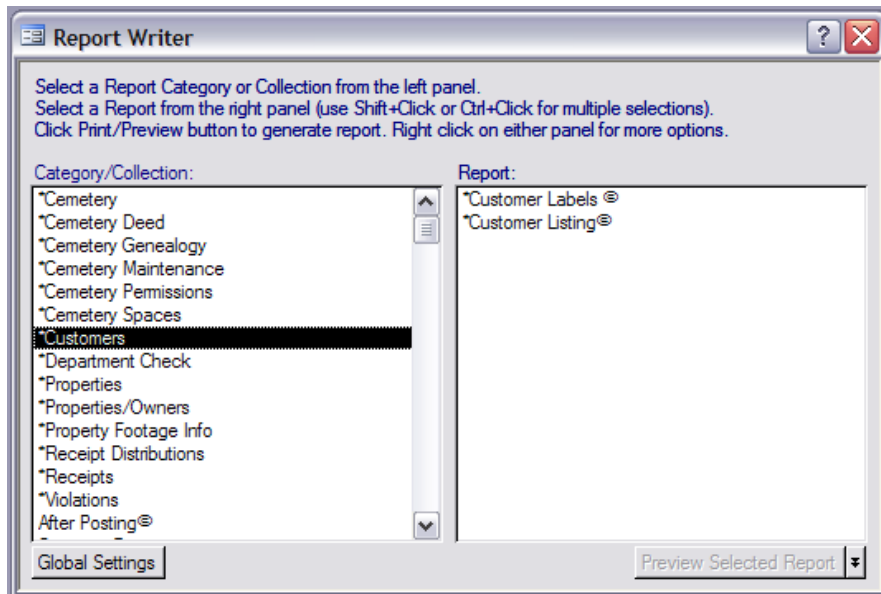 Report Writer
Select a Report Category or Collection from the left panel.
Select a Report from the right panel (use Shift+Click or Ctrl+Click for multiple selections).
Click Print/Preview button to generate report. Right click on either panel for more options.
Category/Collection:
*Cemetery
*Cemetery Deed
*Cemetery Genealogy
*Cemetery Maintenance
*Cemetery Permissions
*Cemetery Spaces
*Customers
*Department Check
*Properties
*Properties/Owners
*Property Footage Info
*Receipt Distributions
*Receipts
*Violations
After Posting
Report:
*Customer Labels
*Customer Listing
Global Settings
Preview Selected Report